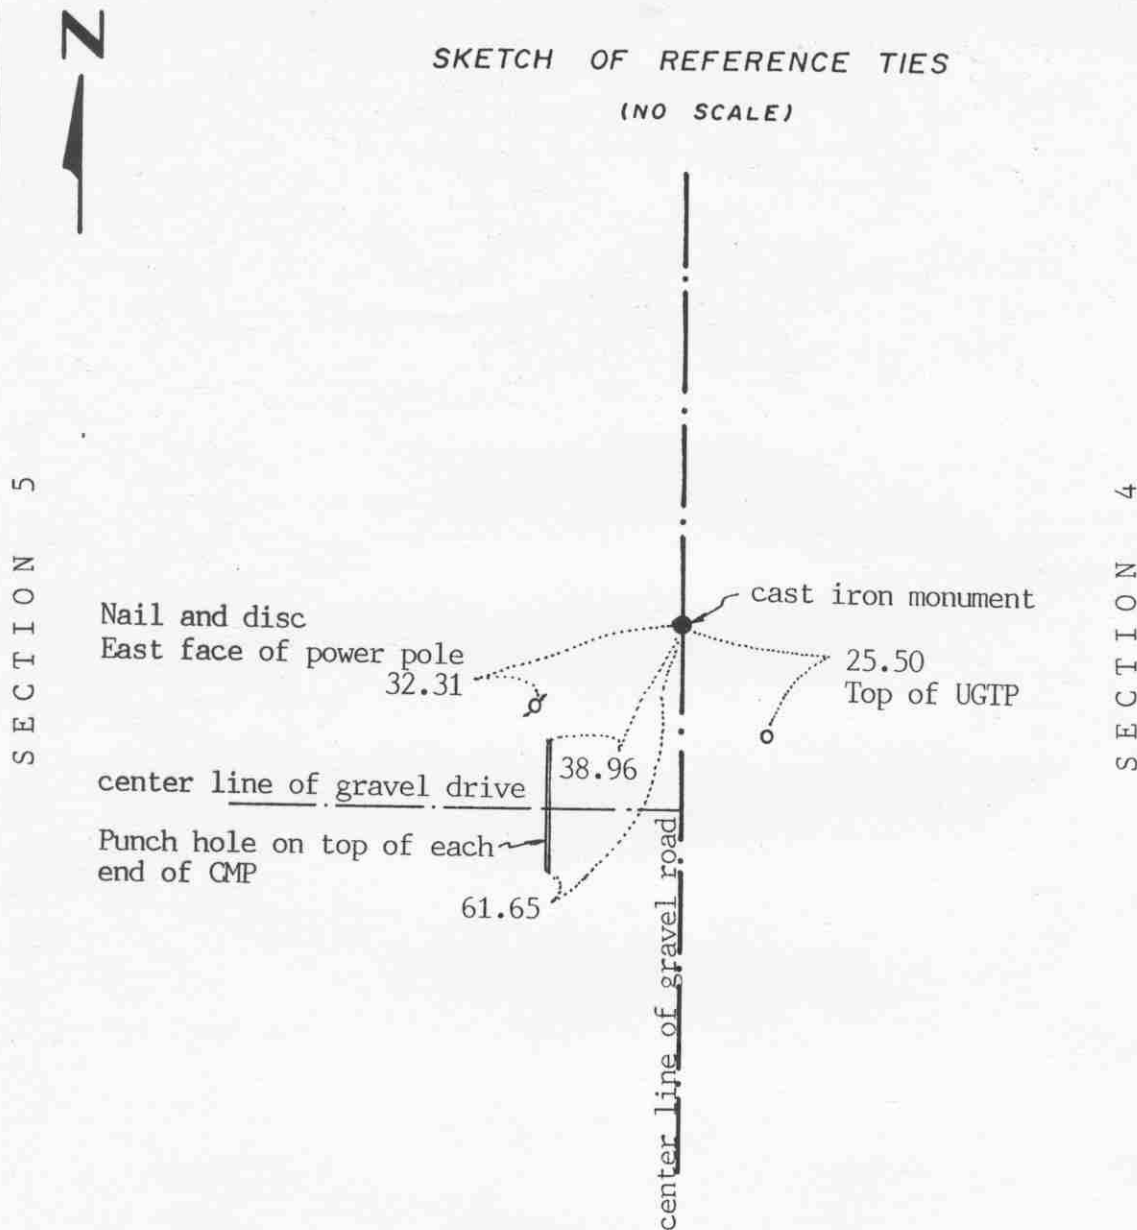 N
SKETCH OF REFERENCE TIES
(NO SCALE)
SECTION 5
SECTION 4
cast iron monument
Nail and disc
East face of power pole
32.31
25.50
Top of UGTP
38.96
center line of gravel drive
Punch hole on top of each
end of CMP
61.65
center line of gravel road